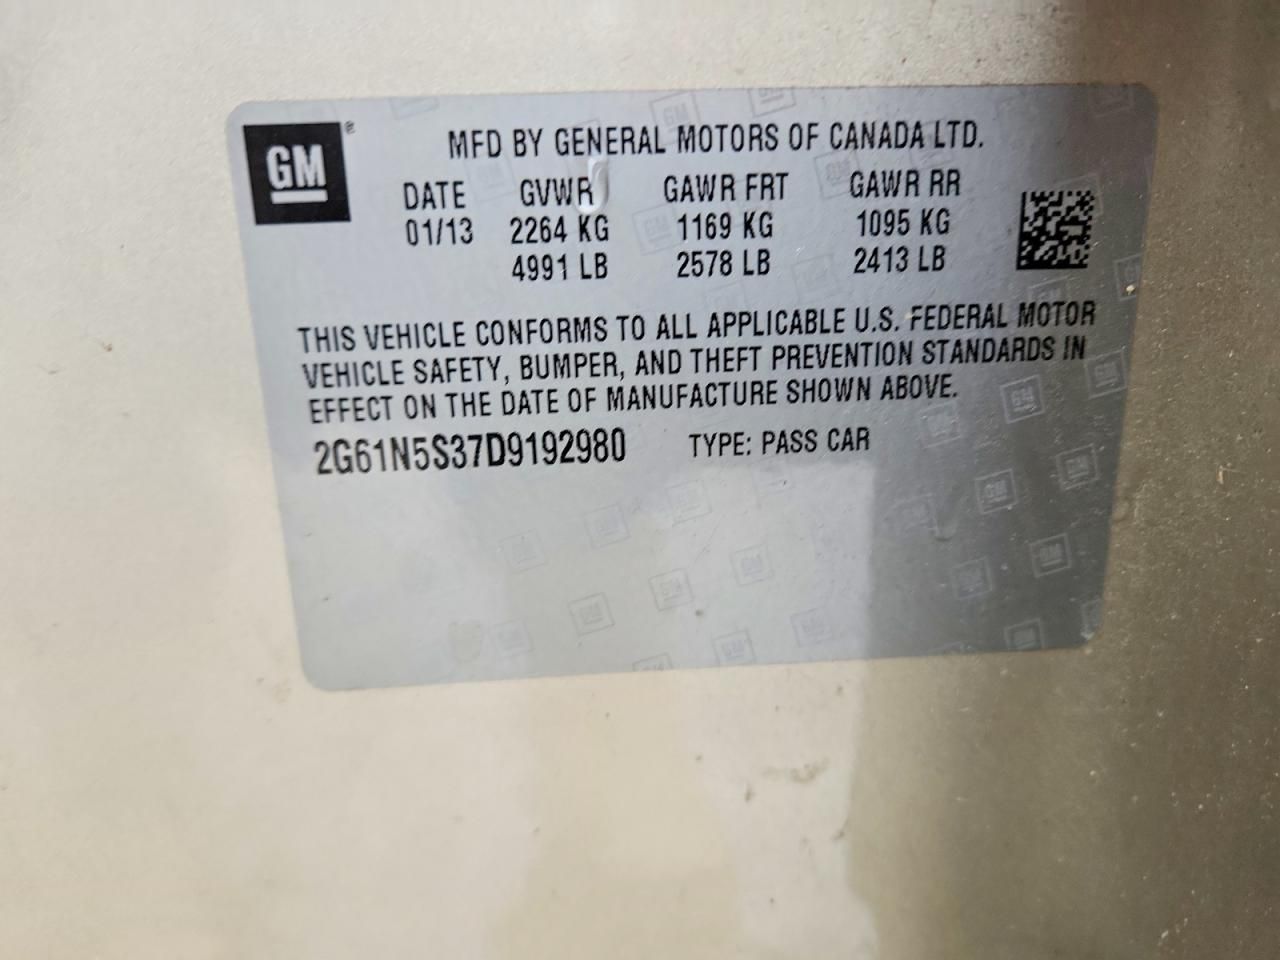 GM®
MFD BY GENERAL MOTORS OF CANADA LTD.
DATE GVWR GAWR FRT GAWR RR
01/13 2264 KG 1169 KG 1095 KG
4991 LB 2578 LB 2413 LB
THIS VEHICLE CONFORMS TO ALL APPLICABLE U.S. FEDERAL MOTOR
VEHICLE SAFETY, BUMPER, AND THEFT PREVENTION STANDARDS IN
EFFECT ON THE DATE OF MANUFACTURE SHOWN ABOVE.
2G61N5S37D9192980 TYPE: PASS CAR